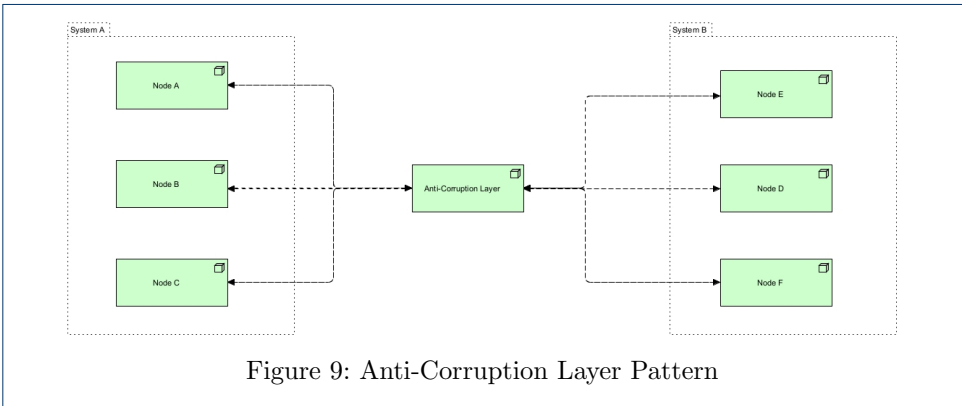 System A
System B
Node A
Node B
Node C
Anti-Corruption Layer
Node E
Node D
Node F
Figure 9: Anti-Corruption Layer Pattern